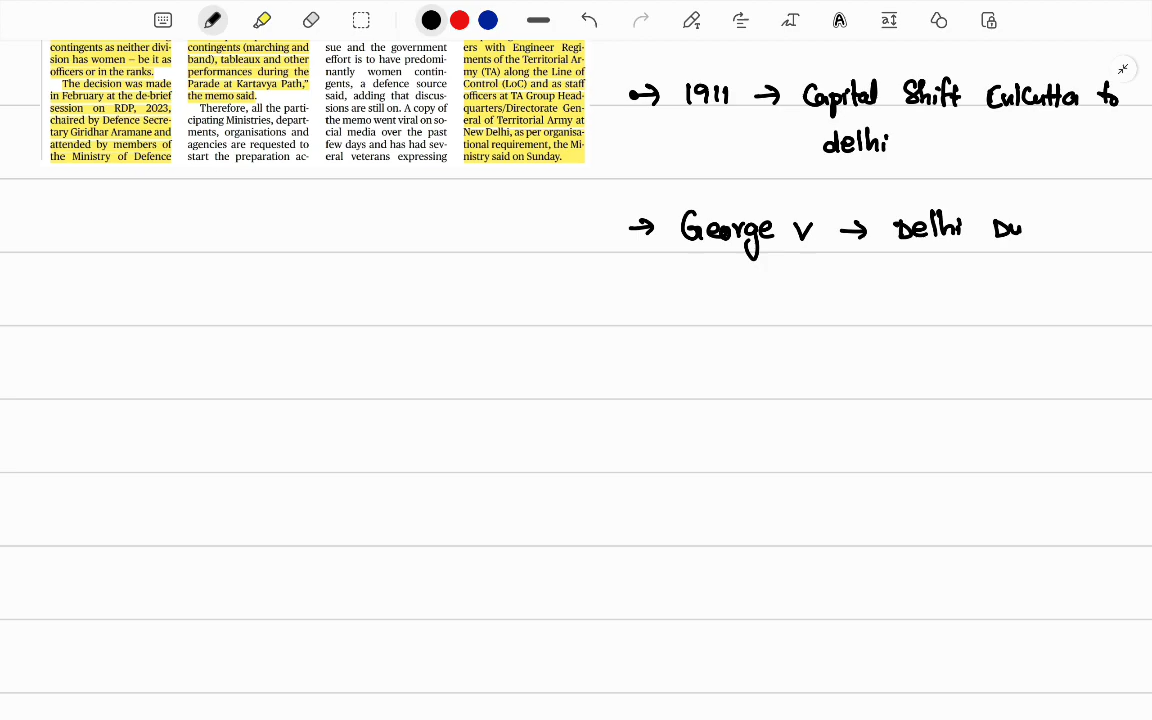 contingents as neither divi-
sion has women – be it as
officers or in the ranks.
The decision was made
in February at the de-brief
session on RDP, 2023,
chaired by Defence Secre-
tary Giridhar Aramane and
attended by members of
the Ministry of Defence
contingents (marching and
band), tableaux and other
performances during the
Parade at Kartavya Path,"
the memo said.
Therefore, all the parti-
cipating Ministries, depart-
ments, organisations and
agencies are requested to
start the preparation ac-
sue and the government
effort is to have predomi-
nantly women contin-
gents, a defence source
said, adding that discus-
sions are still on. A copy of
the memo went viral on so-
cial media over the past
few days and has had sev-
eral veterans expressing
ers with Engineer Regi-
ments of the Territorial Ar-
my (TA) along the Line of
Control (LoC) and as staff
officers at TA Group Head-
quarters/Directorate Gen-
eral of Territorial Army at
New Delhi, as per organisa-
tional requirement, the Mi-
nistry said on Sunday.
→ 1911 → Capital Shift Culcutta to
delhi
→ George V → Delhi Du